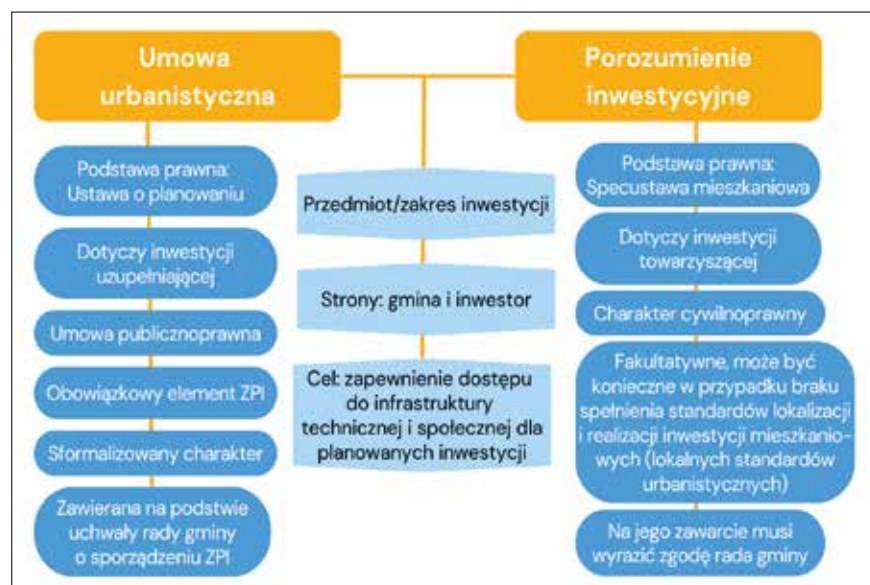 Umowa
urbanistyczna
Podstawa prawna:
Ustawa o planowaniu
Dotyczy inwestycji
uzupełniającej
Umowa publicznoprawna
Obowiązkowy element ZPI
Sformalizowany charakter
Zawierana na podstwie
uchwały rady gminy
o sporządzeniu ZPI
Przedmiot/zakres inwestycji
Strony: gmina i inwestor
Cel: zapewnienie dostępu
do infrastruktury
technicznej i społecznej dla
planowanych inwestycji
Porozumienie
inwestycyjne
Podstawa prawna:
Specustawa mieszkaniowa
Dotyczy inwestycji
towarzyszącej
Charakter cywilnoprawny
Fakultatywne, może być
konieczne w przypadku braku
spełnienia standardów lokalizacji
i realizacji inwestycji mieszkanio-
wych (lokalnych standardów
urbanistycznych)
Na jego zawarcie musi
wyrazić zgodę rada gminy